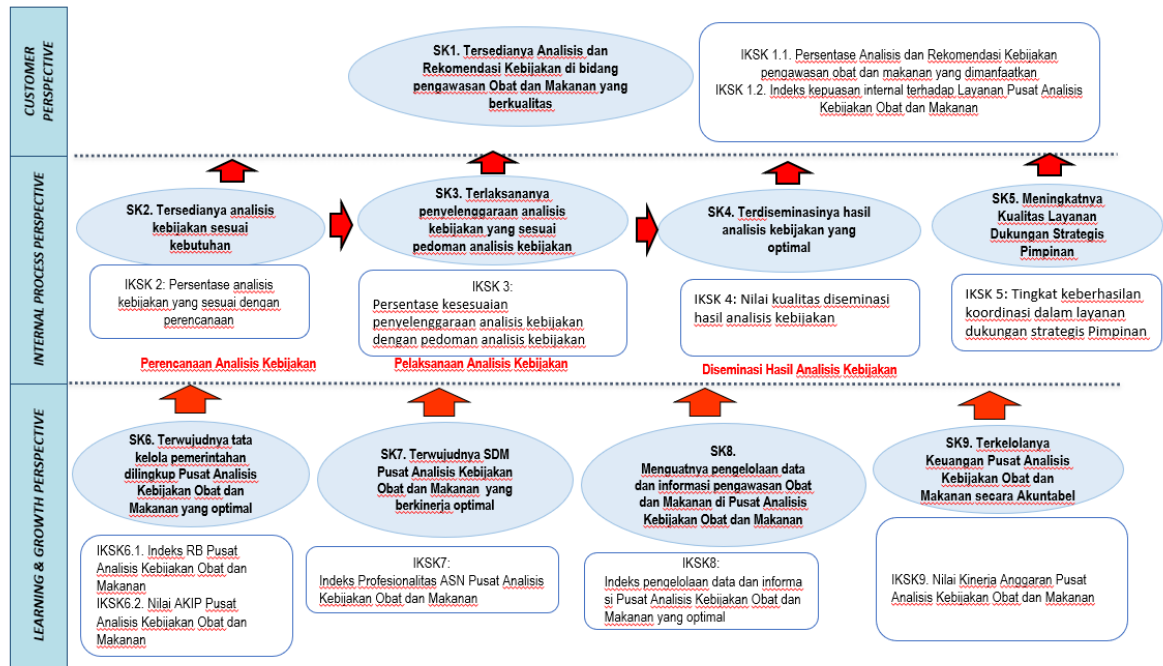 CUSTOMER
PERSPECTIVE
SK1. Tersedianya Analisis dan
Rekomendasi Kebijakan di bidang
pengawasan Obat dan Makanan yang
berkualitas
IKSK 1.1. Persentase Analisis dan Rekomendasi Kebijakan
pengawasan obat dan makanan yang dimanfaatkan
IKSK 1.2. Indeks kepuasan internal terhadap Layanan Pusat Analisis
Kebijakan Obat dan Makanan
INTERNAL PROCESS PERSPECTIVE
SK2. Tersedianya analisis
kebijakan sesuai
kebutuhan
IKSK 2: Persentase analisis
kebijakan yang sesuai dengan
perencanaan
Perencanaan Analisis Kebijakan
SK3. Terlaksananya
penyelenggaraan analisis
kebijakan yang sesuai
pedoman analisis kebijakan
IKSK 3:
Persentase kesesuaian
penyelenggaraan analisis kebijakan
dengan pedoman analisis kebijakan
Pelaksanaan Analisis Kebijakan
SK4. Terdiseminasinya hasil
analisis kebijakan yang
optimal
IKSK 4: Nilai kualitas diseminasi
hasil analisis kebijakan
Diseminasi Hasil Analisis Kebijakan
SK5. Meningkatnya
Kualitas Layanan
Dukungan Strategis
Pimpinan
IKSK 5: Tingkat keberhasilan
koordinasi dalam layanan
dukungan strategis Pimpinan
LEARNING & GROWTH PERSPECTIVE
SK6. Terwujudnya tata
kelola pemerintahan
dilingkup Pusat Analisis
Kebijakan Obat dan
Makanan yang optimal
IKSK6.1. Indeks RB Pusat
Analisis Kebijakan Obat dan
Makanan
IKSK6.2. Nilai AKIP Pusat
Analisis Kebijakan Obat dan
Makanan
SK7. Terwujudnya SDM
Pusat Analisis Kebijakan
Obat dan Makanan yang
berkinerja optimal
IKSK7:
Indeks Profesionalitas ASN Pusat Analisis
Kebijakan Obat dan Makanan
SK8.
Menguatnya pengelolaan data
dan informasi pengawasan Obat
dan Makanan di Pusat Analisis
Kebijakan Obat dan Makanan
IKSK8:
Indeks pengelolaan data dan informa
si Pusat Analisis Kebijakan Obat dan
Makanan yang optimal
SK9. Terkelolanya
Keuangan Pusat Analisis
Kebijakan Obat dan
Makanan secara Akuntabel
IKSK9. Nilai Kinerja Anggaran Pusat
Analisis Kebijakan Obat dan Makanan